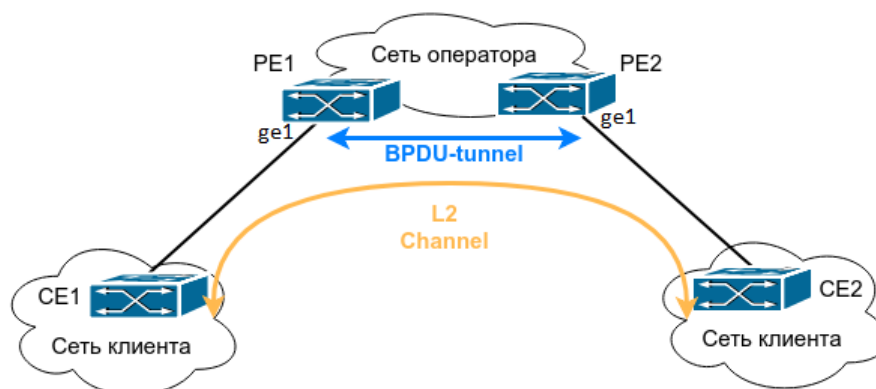 Сеть оператора
PE1
PE2
ge1
ge1
BPDU-tunnel
L2
Channel
CE1
CE2
Сеть клиента
Сеть клиента